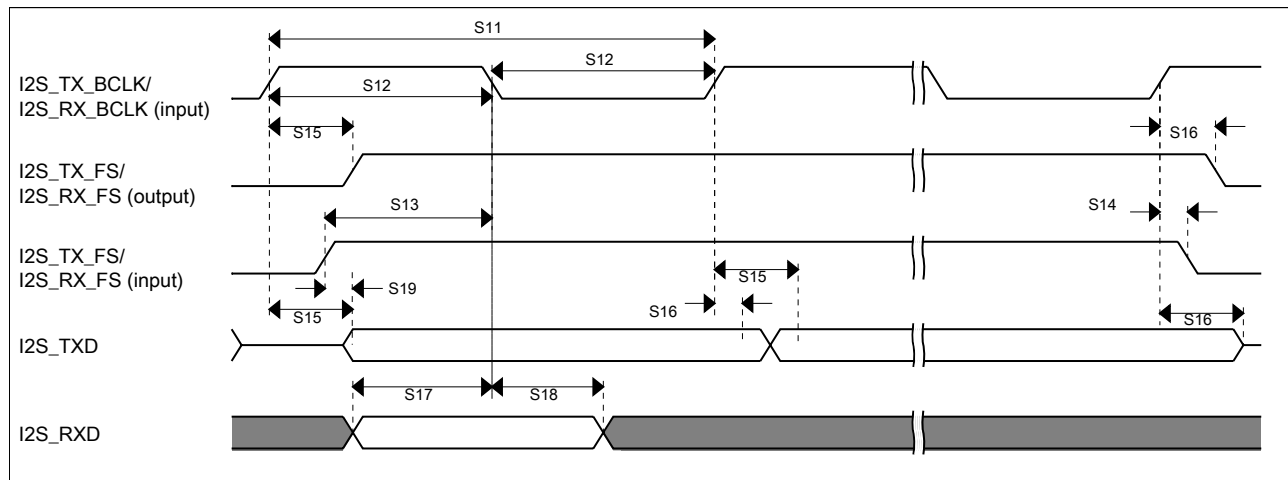 S11
S12
I2S_TX_BCLK/
I2S_RX_BCLK (input)
S12
S15
S16
I2S_TX_FS/
I2S_RX_FS (output)
S13
S14
I2S_TX_FS/
I2S_RX_FS (input)
S15
S19
S15
S16
S16
I2S_TXD
S17
S18
I2S_RXD